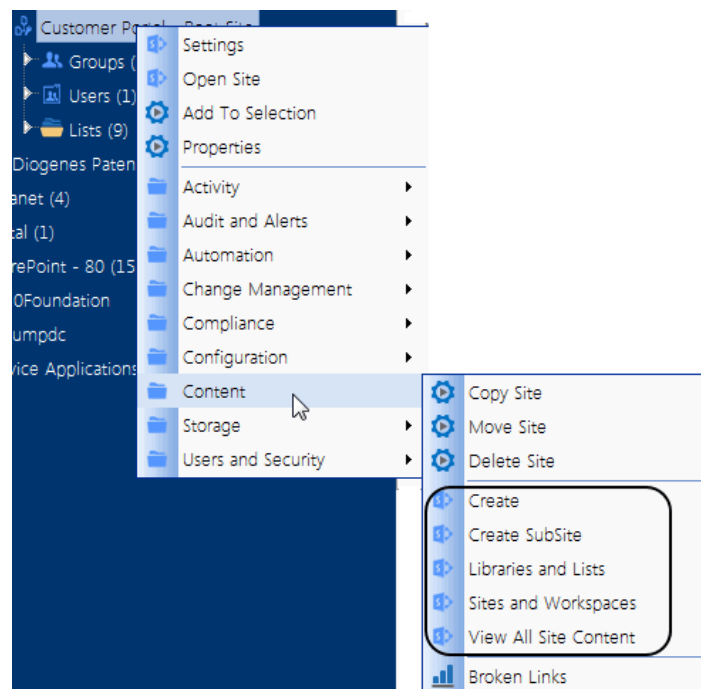 Customer Portal - Root Site
Groups (
Users (1)
Lists (9)
Diogenes Paten
anet (4)
tal (1)
rePoint - 80 (15
0Foundation
umpdc
vice Applications
Settings
Open Site
Add To Selection
Properties
Activity
Audit and Alerts
Automation
Change Management
Compliance
Configuration
Content
Storage
Users and Security
Copy Site
Move Site
Delete Site
Create
Create SubSite
Libraries and Lists
Sites and Workspaces
View All Site Content
Broken Links